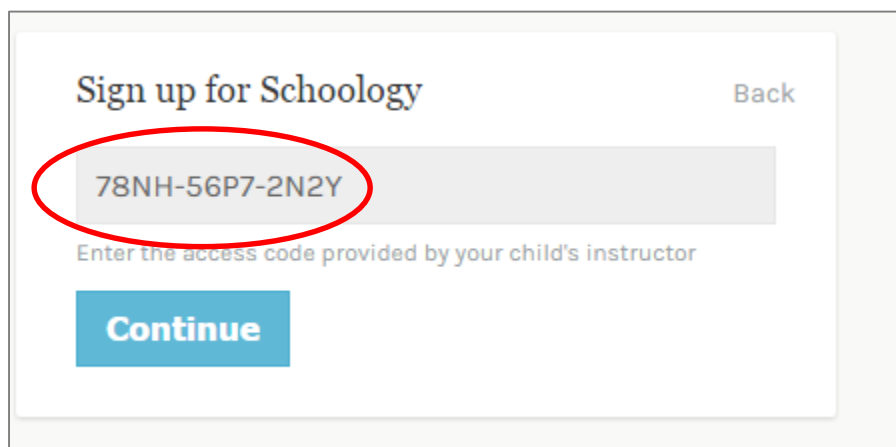 Sign up for Schoology
Back
78NH-56P7-2N2Y
Enter the access code provided by your child's instructor
Continue